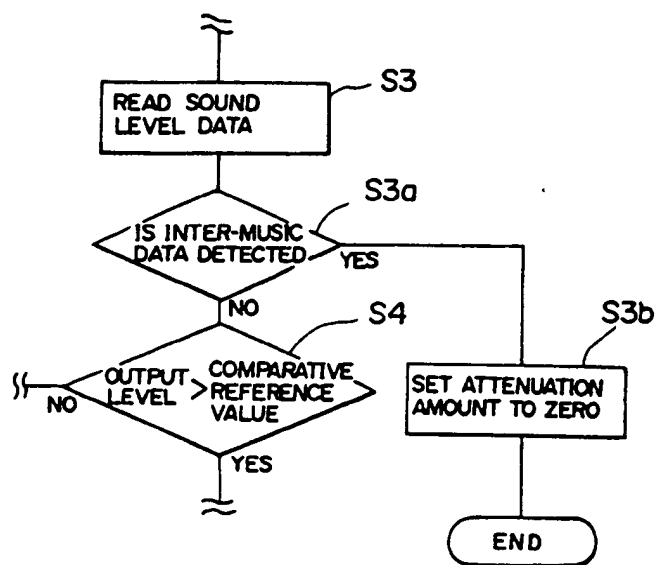 S3
READ SOUND
LEVEL DATA
S3a
IS INTER-MUSIC
DATA DETECTED
YES
NO
S4
S3b
OUTPUT
LEVEL
>
COMPARATIVE
REFERENCE
VALUE
NO
YES
SET ATTENUATION
AMOUNT TO ZERO
END